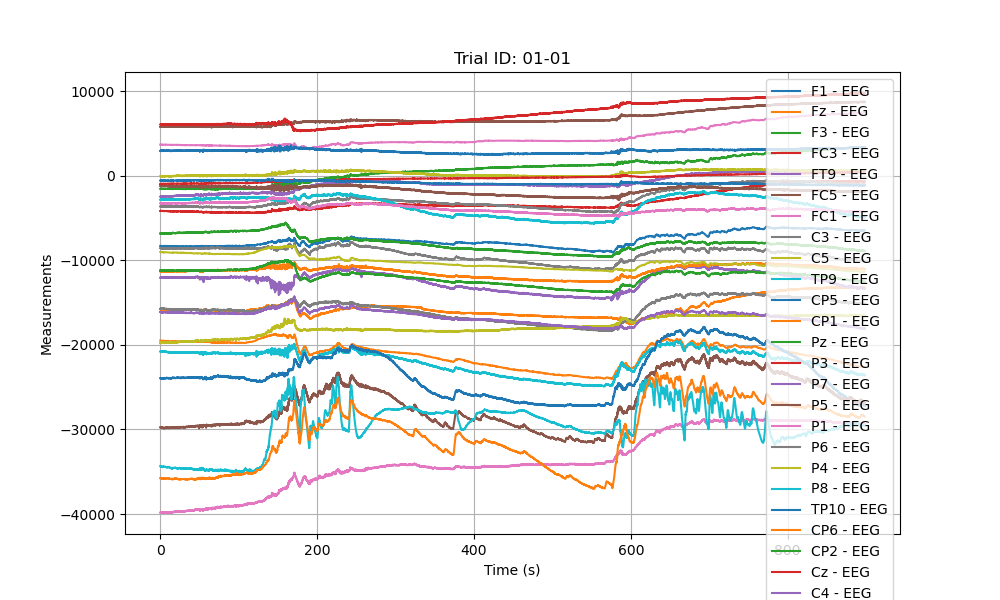 Trial ID: 01-01
Measurements
10000
0
−10000
−20000
−30000
−40000
0
200
400
600
800
Time (s)
F1 - EEG
Fz - EEG
F3 - EEG
FC3 - EEG
FT9 - EEG
FC5 - EEG
FC1 - EEG
C3 - EEG
C5 - EEG
TP9 - EEG
CP5 - EEG
CP1 - EEG
Pz - EEG
P3 - EEG
P7 - EEG
P5 - EEG
P1 - EEG
P6 - EEG
P4 - EEG
P8 - EEG
TP10 - EEG
CP6 - EEG
CP2 - EEG
Cz - EEG
C4 - EEG